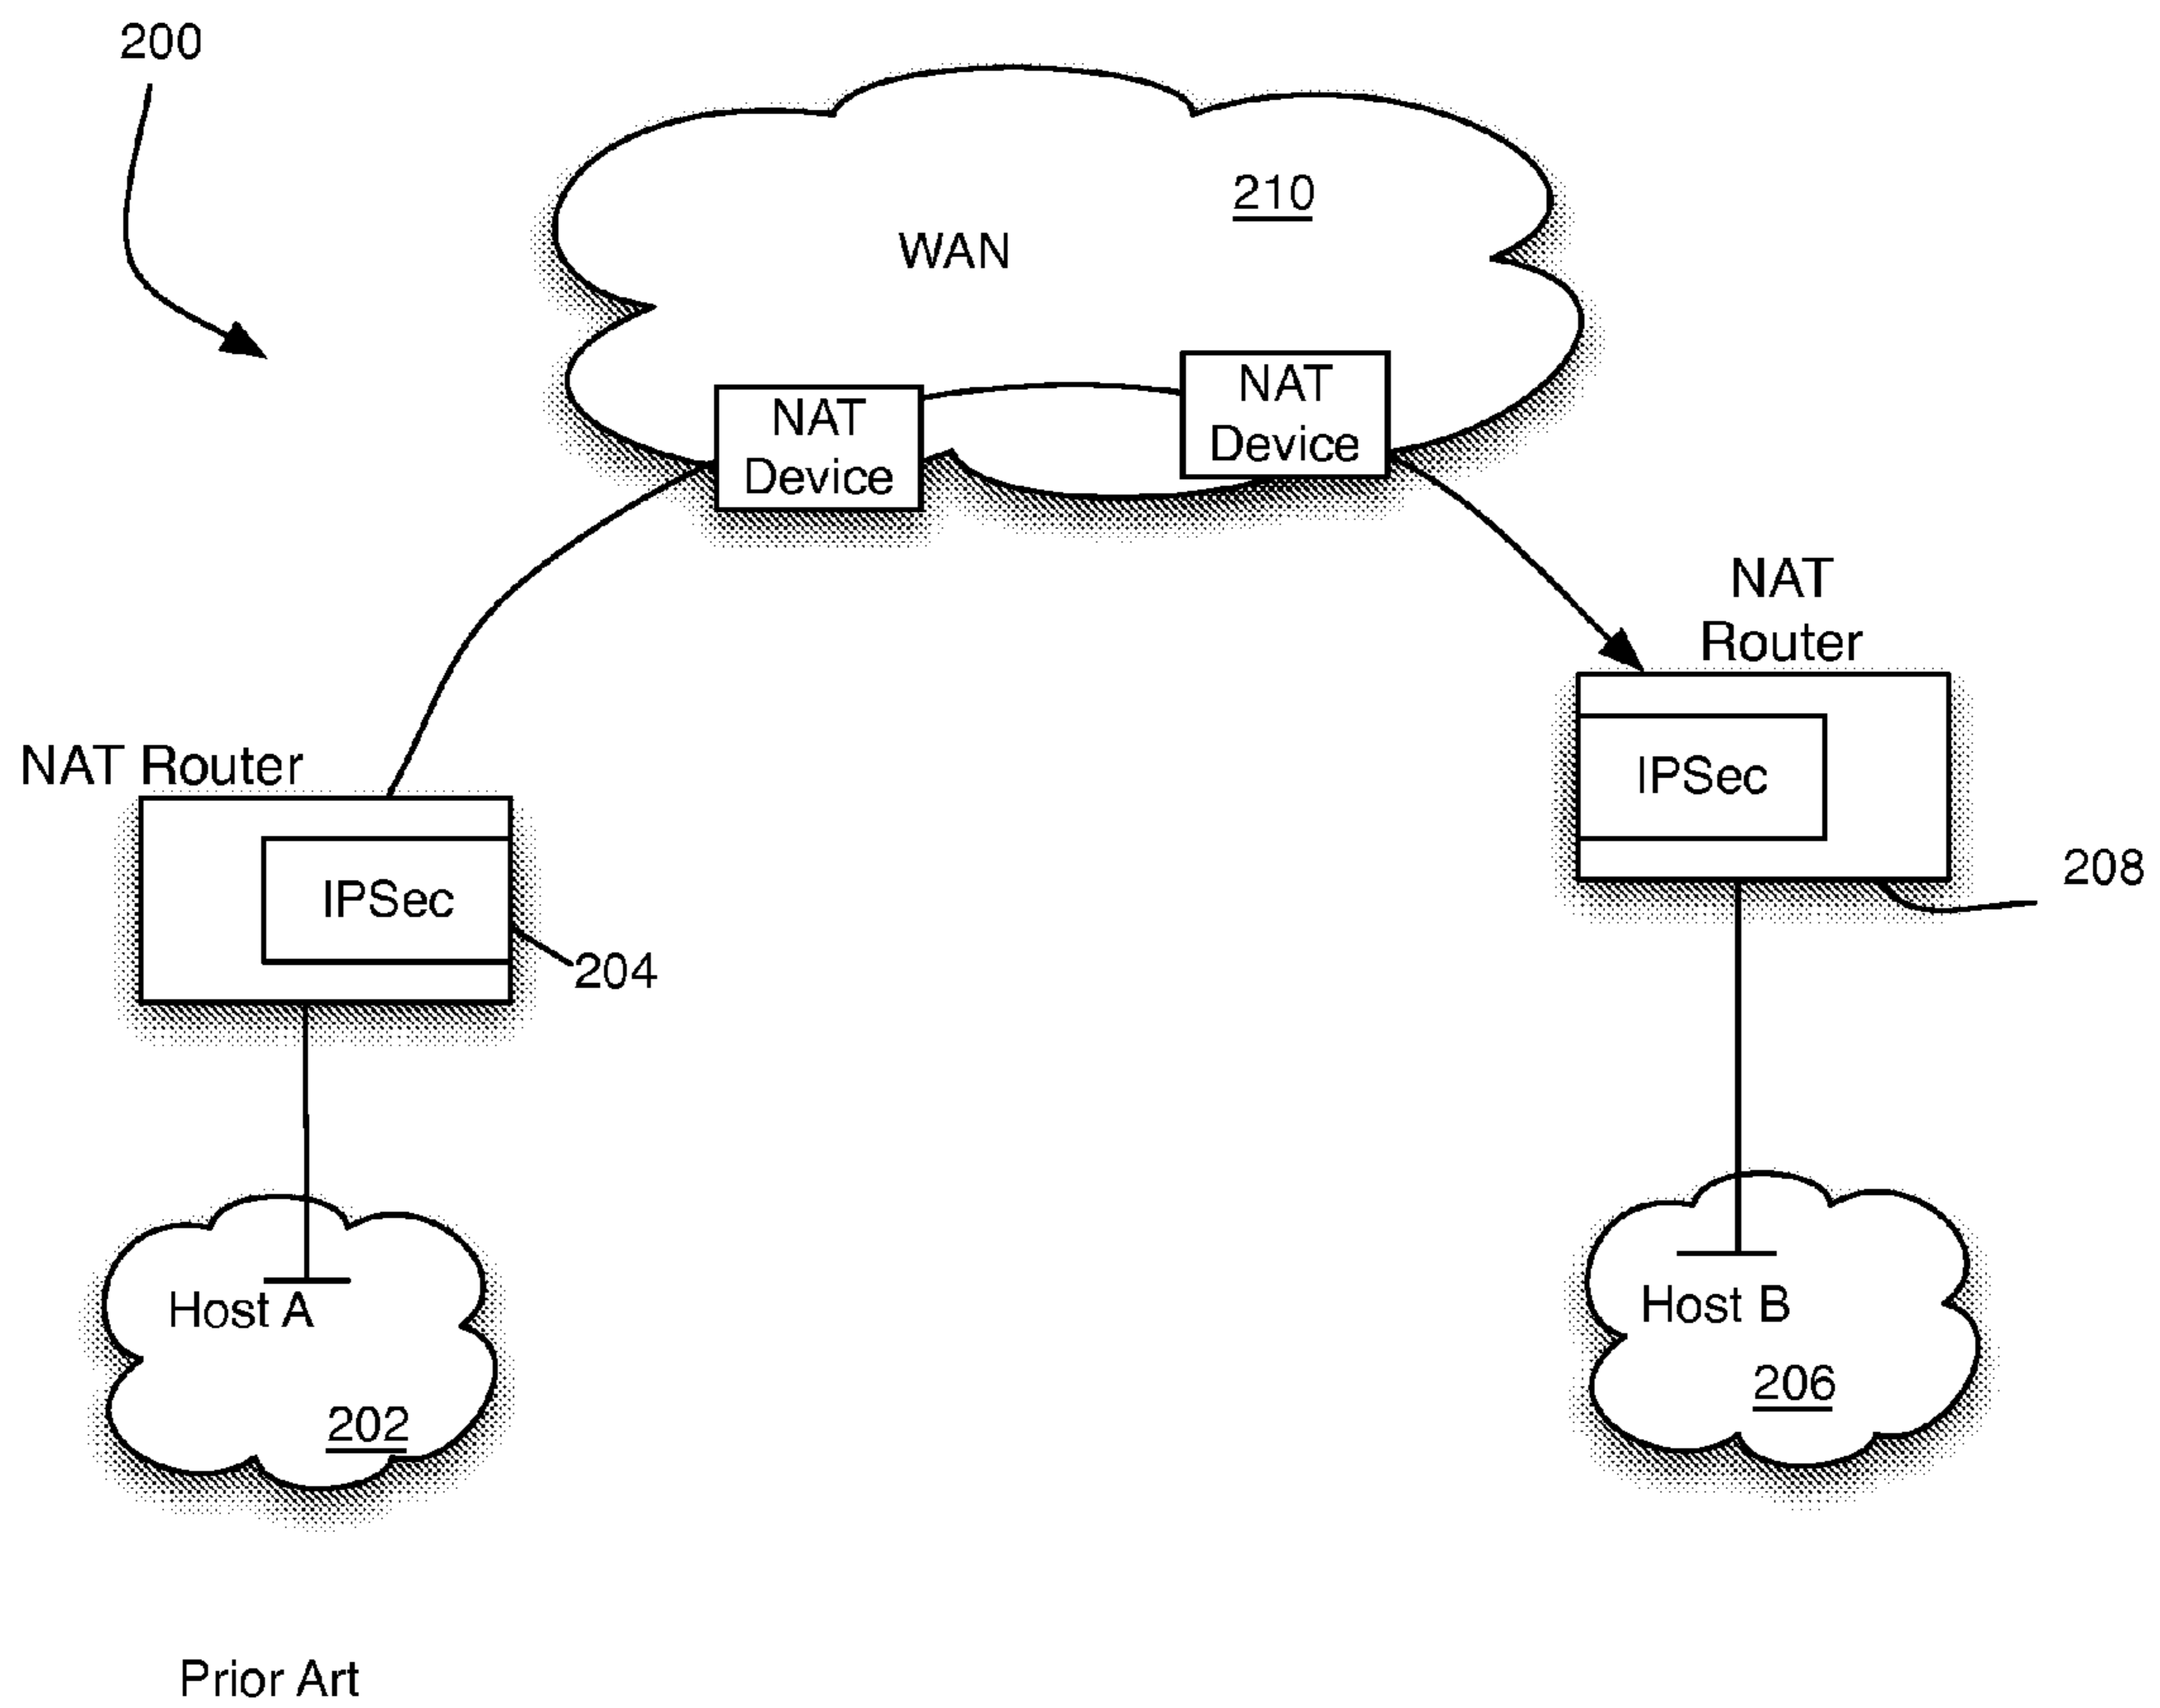 200
210
WAN
NAT
Device
NAT
Device
NAT
Router
NAT Router
IPSec
208
IPSec
204
Host A
202
Host B
206
Prior Art